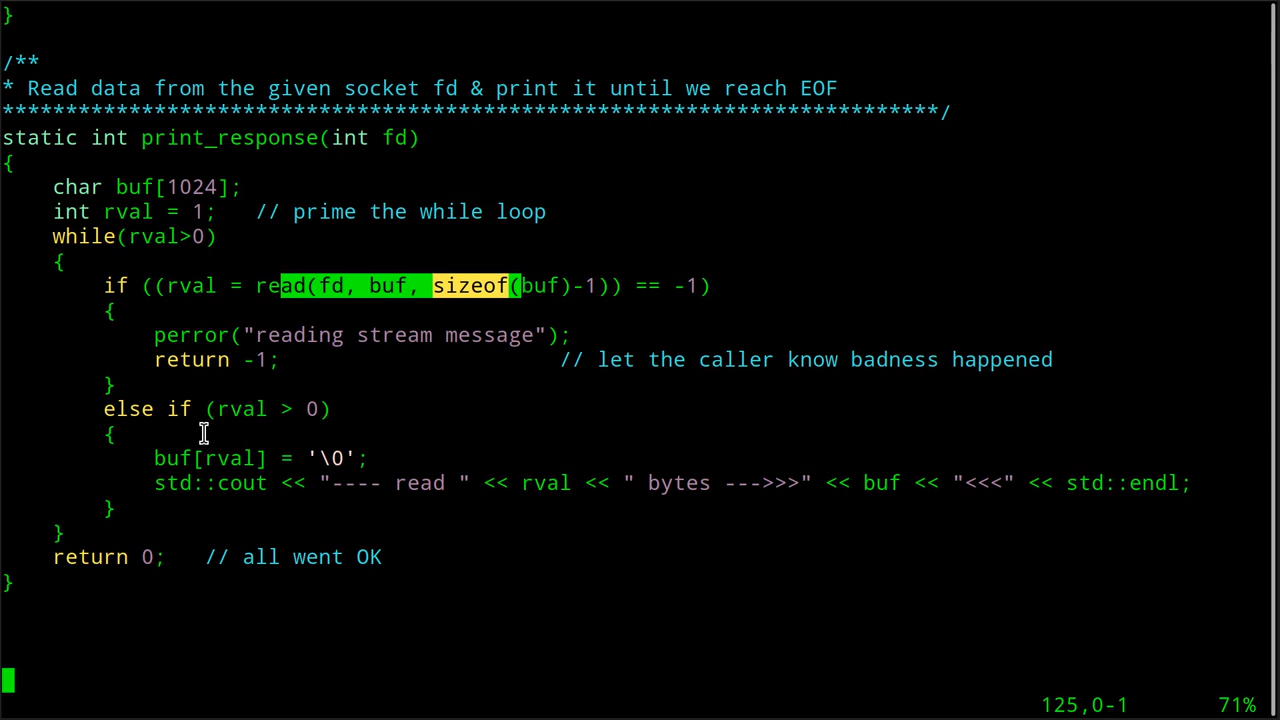 }
/**
* Read data from the given socket fd & print it until we reach EOF
**************************************************************************/
static int print_response(int fd)
{
    char buf[1024];
    int rval = 1;   // prime the while loop
    while(rval>0)
    {
        if ((rval = read(fd, buf, sizeof(buf)-1)) == -1)
        {
            perror("reading stream message");
            return -1;                      // let the caller know badness happened
        }
        else if (rval > 0)
        {
            buf[rval] = '\0';
            std::cout << "---- read " << rval << " bytes --->>>" << buf << "<<<" << std::endl;
        }
    }
    return 0;   // all went OK
}
125,0-1       71%